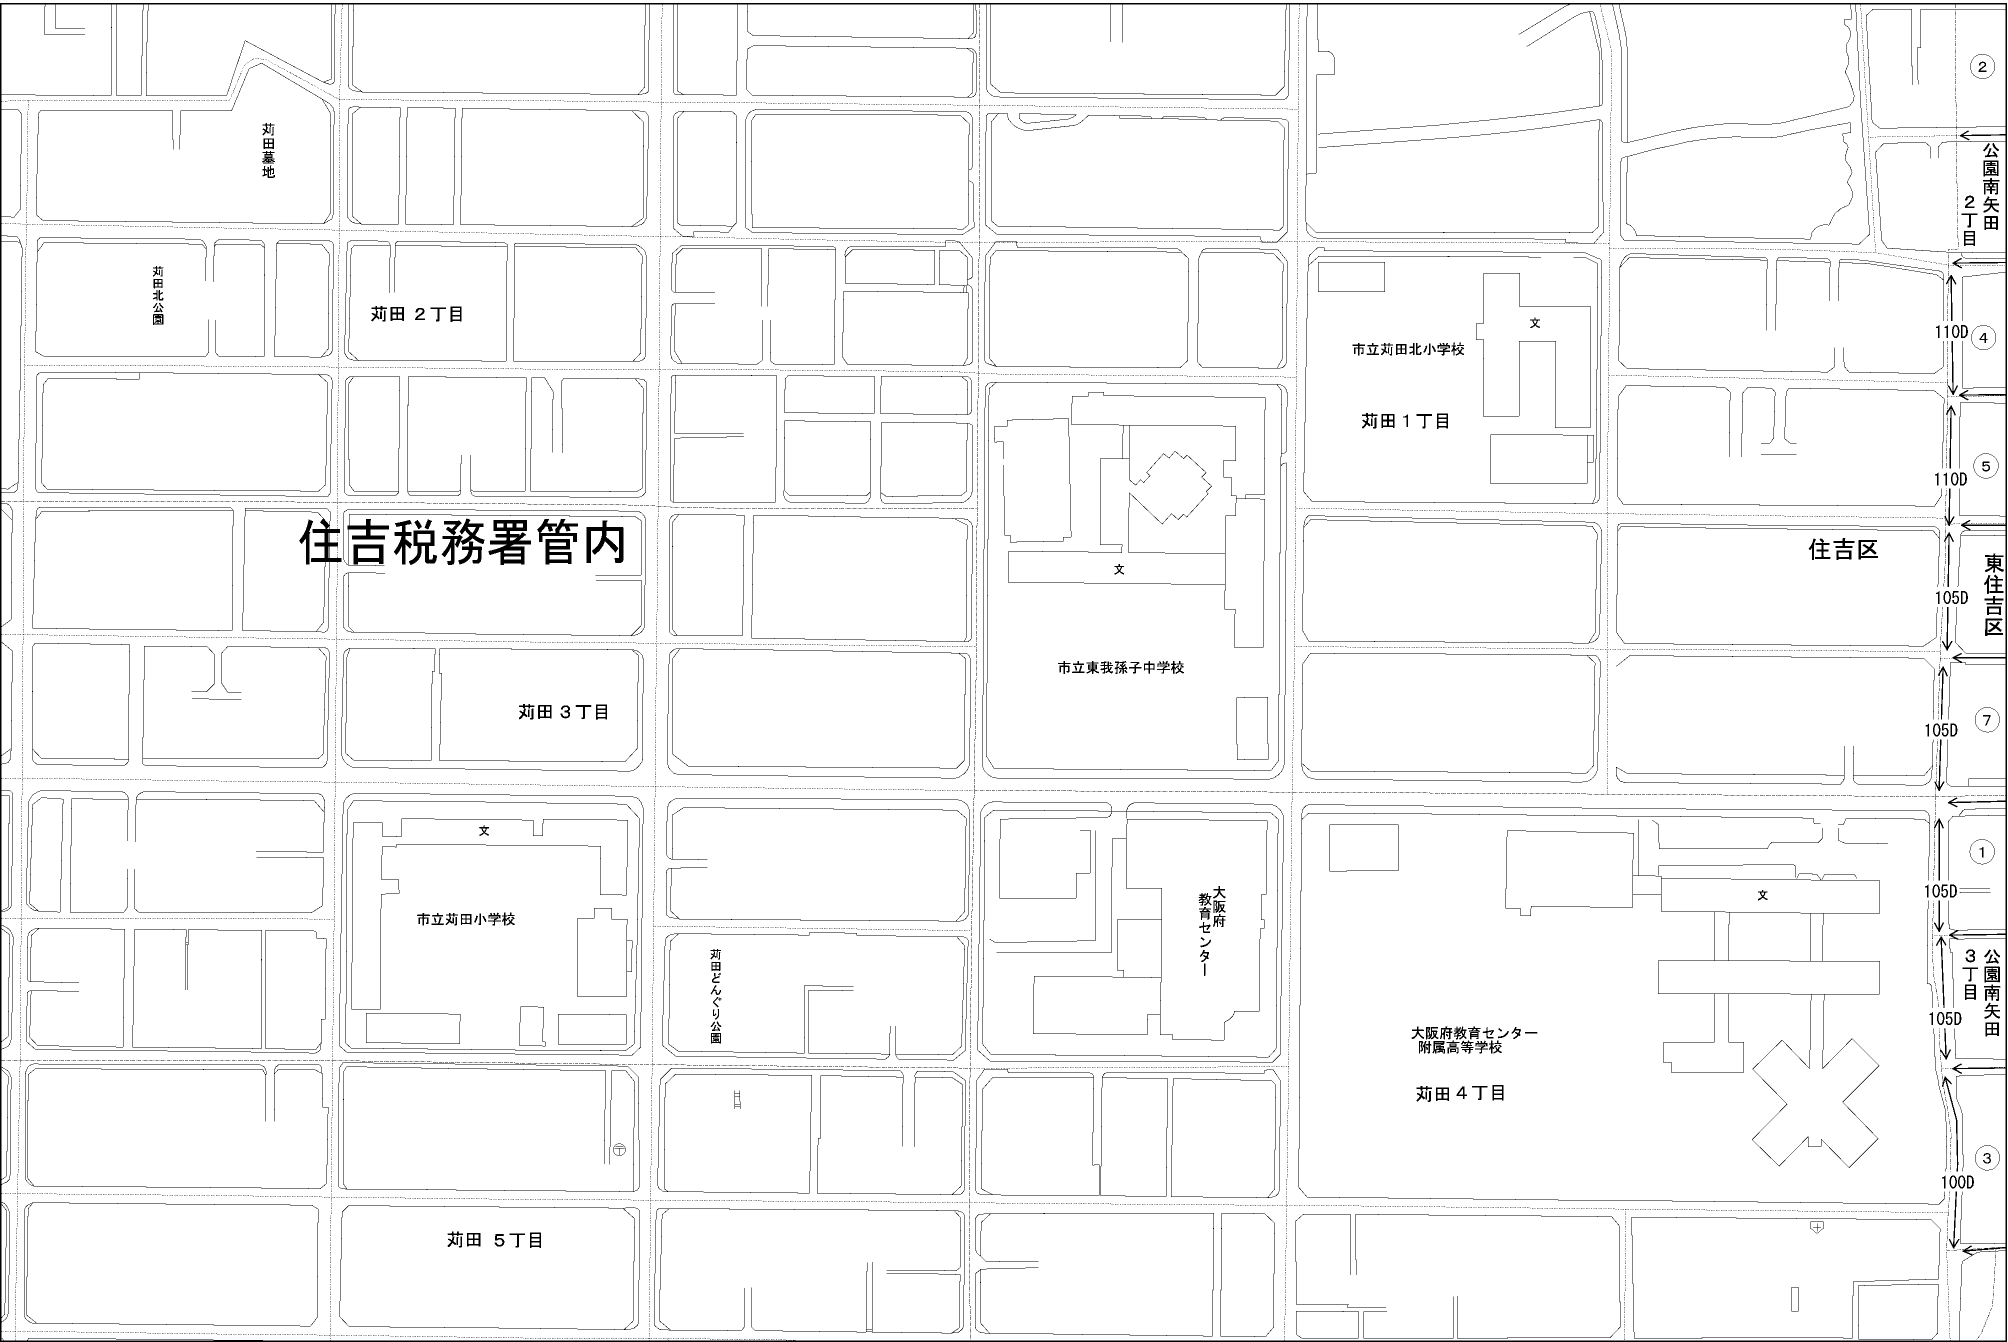 ②
公園南矢田
2丁目
苅田墓地
苅田北公園
苅田 2丁目
文
市立苅田北小学校
110D
④
苅田 1丁目
110D
⑤
住吉税務署管内
住吉区
文
東住吉区
105D
市立東我孫子中学校
苅田 3丁目
105D
⑦
文
①
市立苅田小学校
大阪府
教育センター
文
105D
苅田どんぐり公園
公園南矢田
3丁目
105D
大阪府教育センター
附属高等学校
苅田 4丁目
③
100D
苅田 5丁目